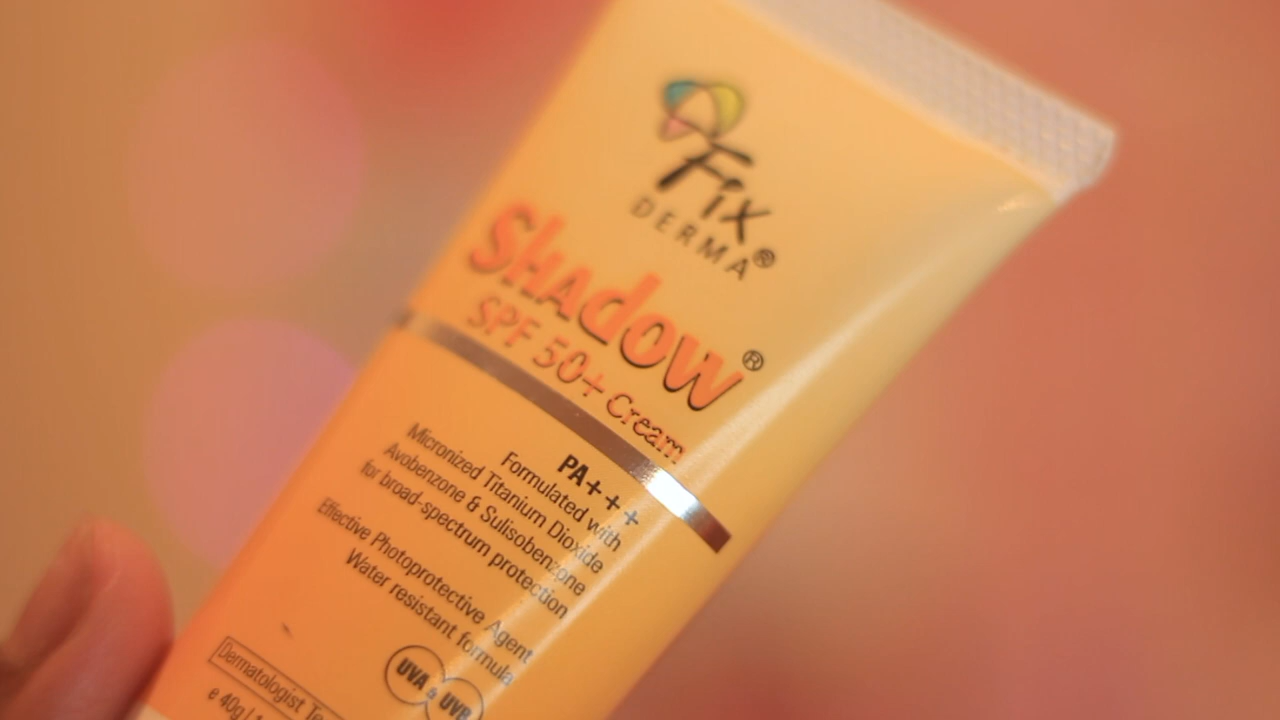 Fix
DERMA®
SHAdow®
SPF 50+ Cream
PA+++
Formulated with
Micronized Titanium Dioxide
Avobenzone & Sulisobenzone
for broad-spectrum protection
Effective Photoprotective Agent
Water resistant formula
UVA & UVB
Dermatologist
e 40g